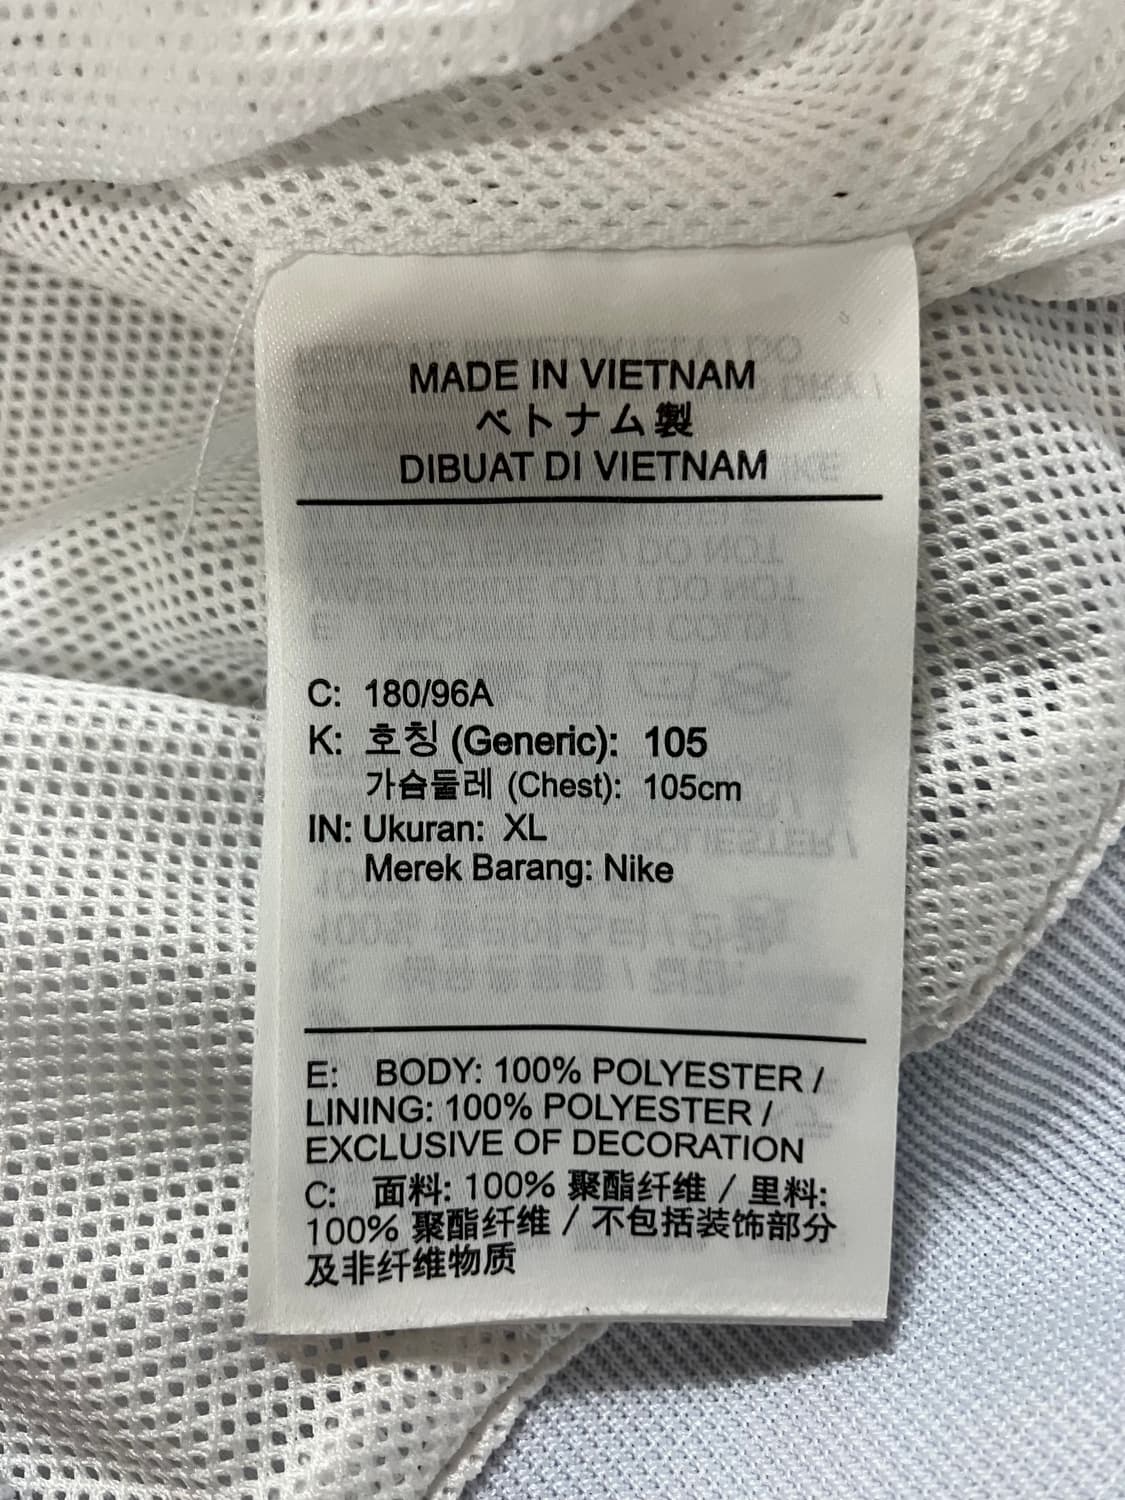 MADE IN VIETNAM
ベトナム製
DIBUAT DI VIETNAM
C: 180/96A
K: 호칭 (Generic): 105
가슴둘레 (Chest): 105cm
IN: Ukuran: XL
Merek Barang: Nike
E: BODY: 100% POLYESTER /
LINING: 100% POLYESTER /
EXCLUSIVE OF DECORATION
C: 面料: 100% 聚酯纤维 / 里料:
100% 聚酯纤维 / 不包括装饰部分
及非纤维物质